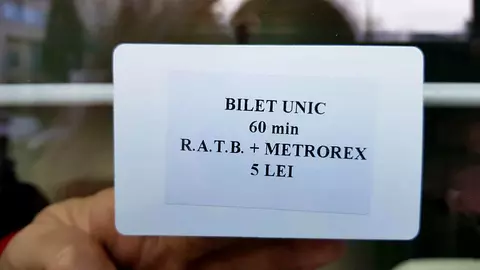 BILET UNIC
60 min
R.A.T.B. + METROREX
5 LEI